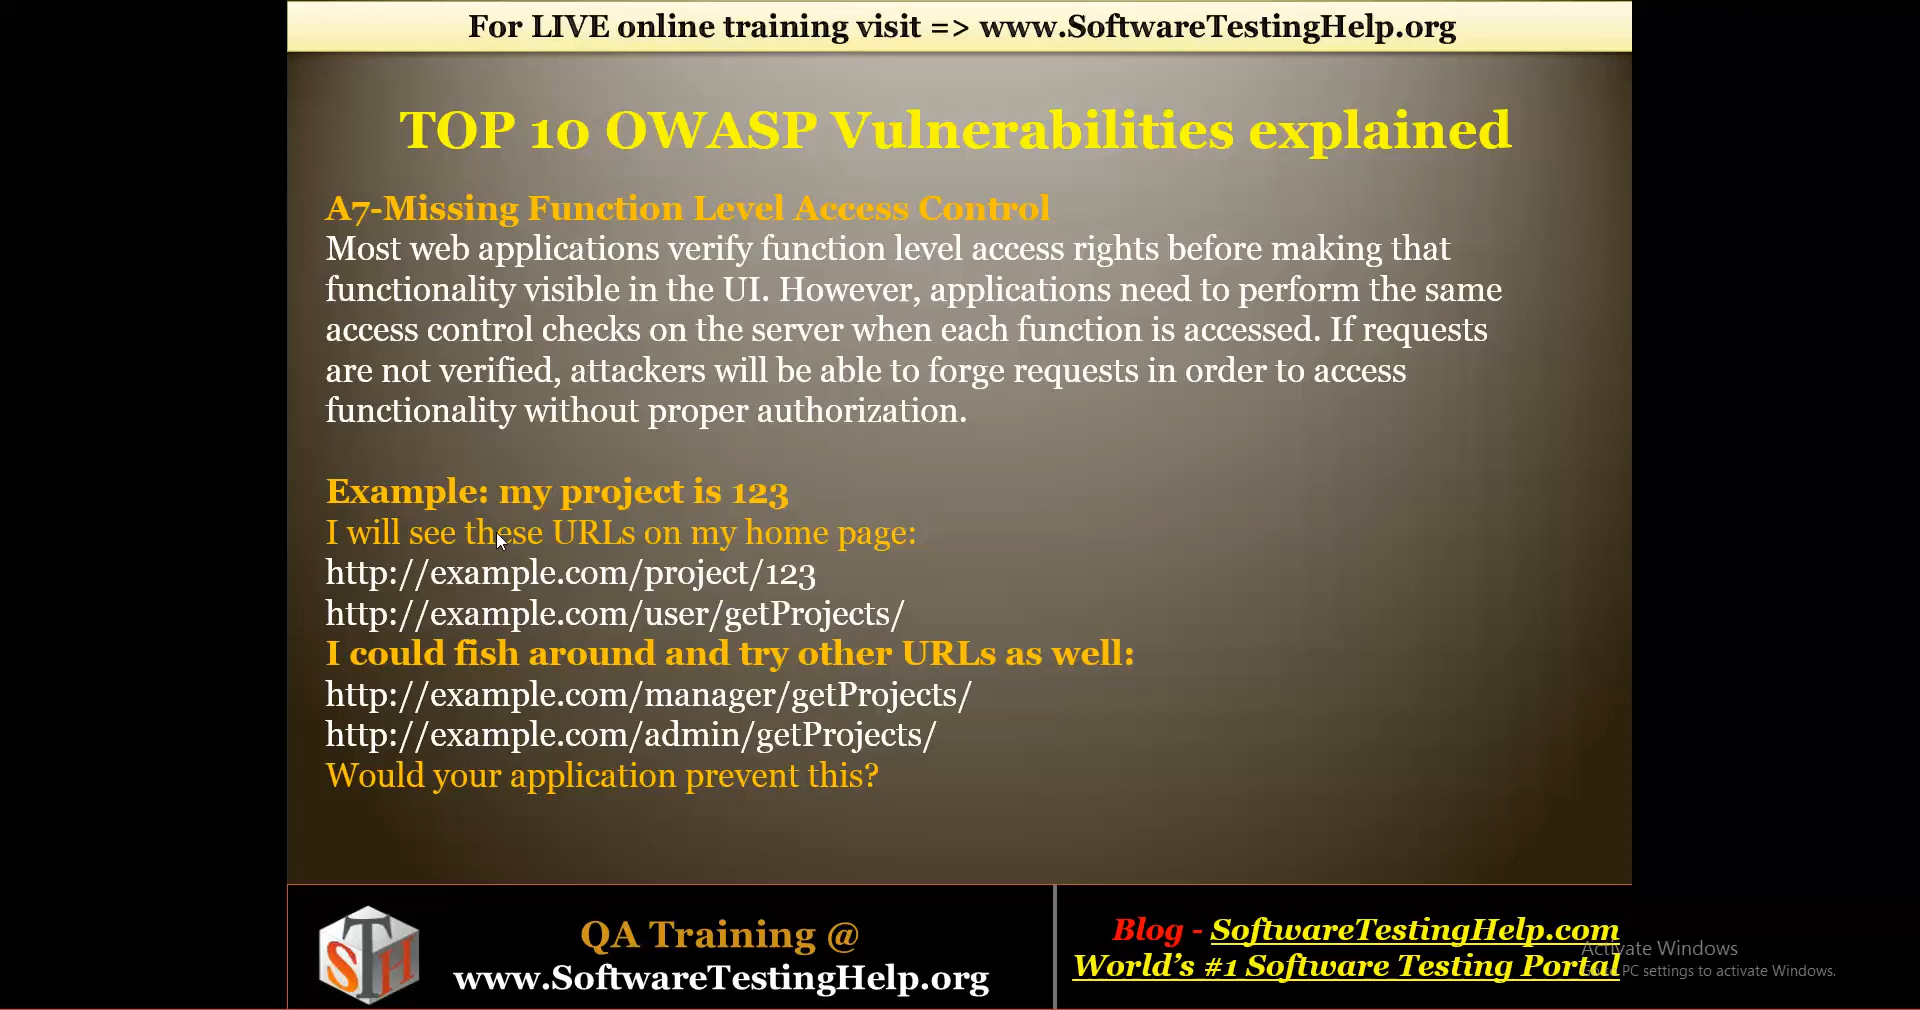 For LIVE online training visit => www.SoftwareTestingHelp.org
TOP 10 OWASP Vulnerabilities explained
A7-Missing Function Level Access Control
Most web applications verify function level access rights before making that
functionality visible in the UI. However, applications need to perform the same
access control checks on the server when each function is accessed. If requests
are not verified, attackers will be able to forge requests in order to access
functionality without proper authorization.
Example: my project is 123
I will see these URLs on my home page:
http://example.com/project/123
http://example.com/user/getProjects/
I could fish around and try other URLs as well:
http://example.com/manager/getProjects/
http://example.com/admin/getProjects/
Would your application prevent this?
STH
QA Training @
www.SoftwareTestingHelp.org
Blog - SoftwareTestingHelp.com
World's #1 Software Testing Portal
Activate Windows
PC settings to activate Windows.